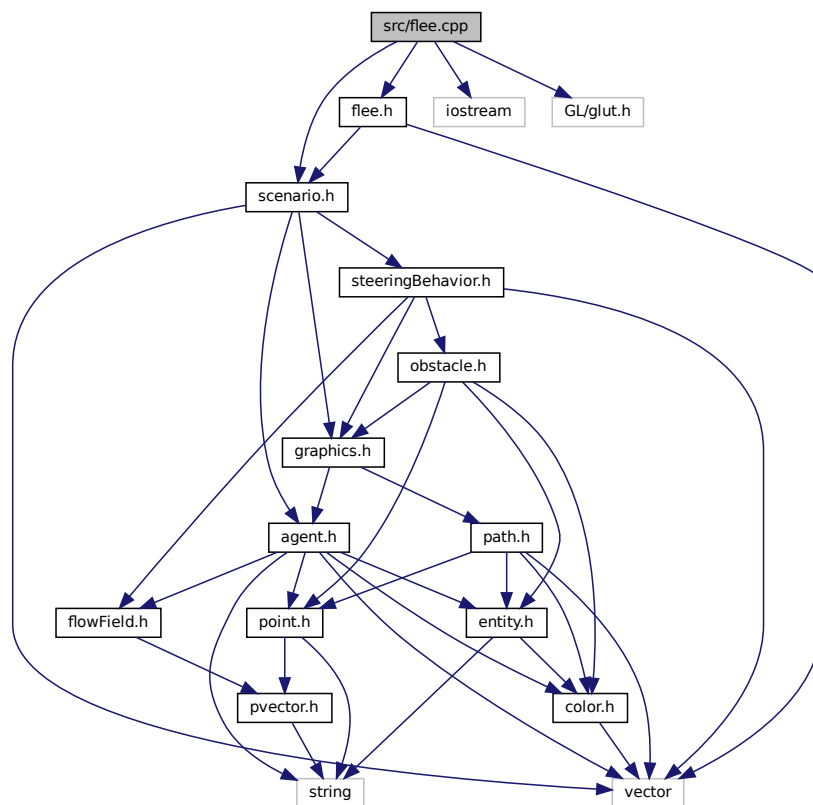 src/flee.cpp
flee.h
iostream
GL/glut.h
scenario.h
steeringBehavior.h
obstacle.h
graphics.h
agent.h
path.h
flowField.h
point.h
entity.h
pvector.h
color.h
string
vector